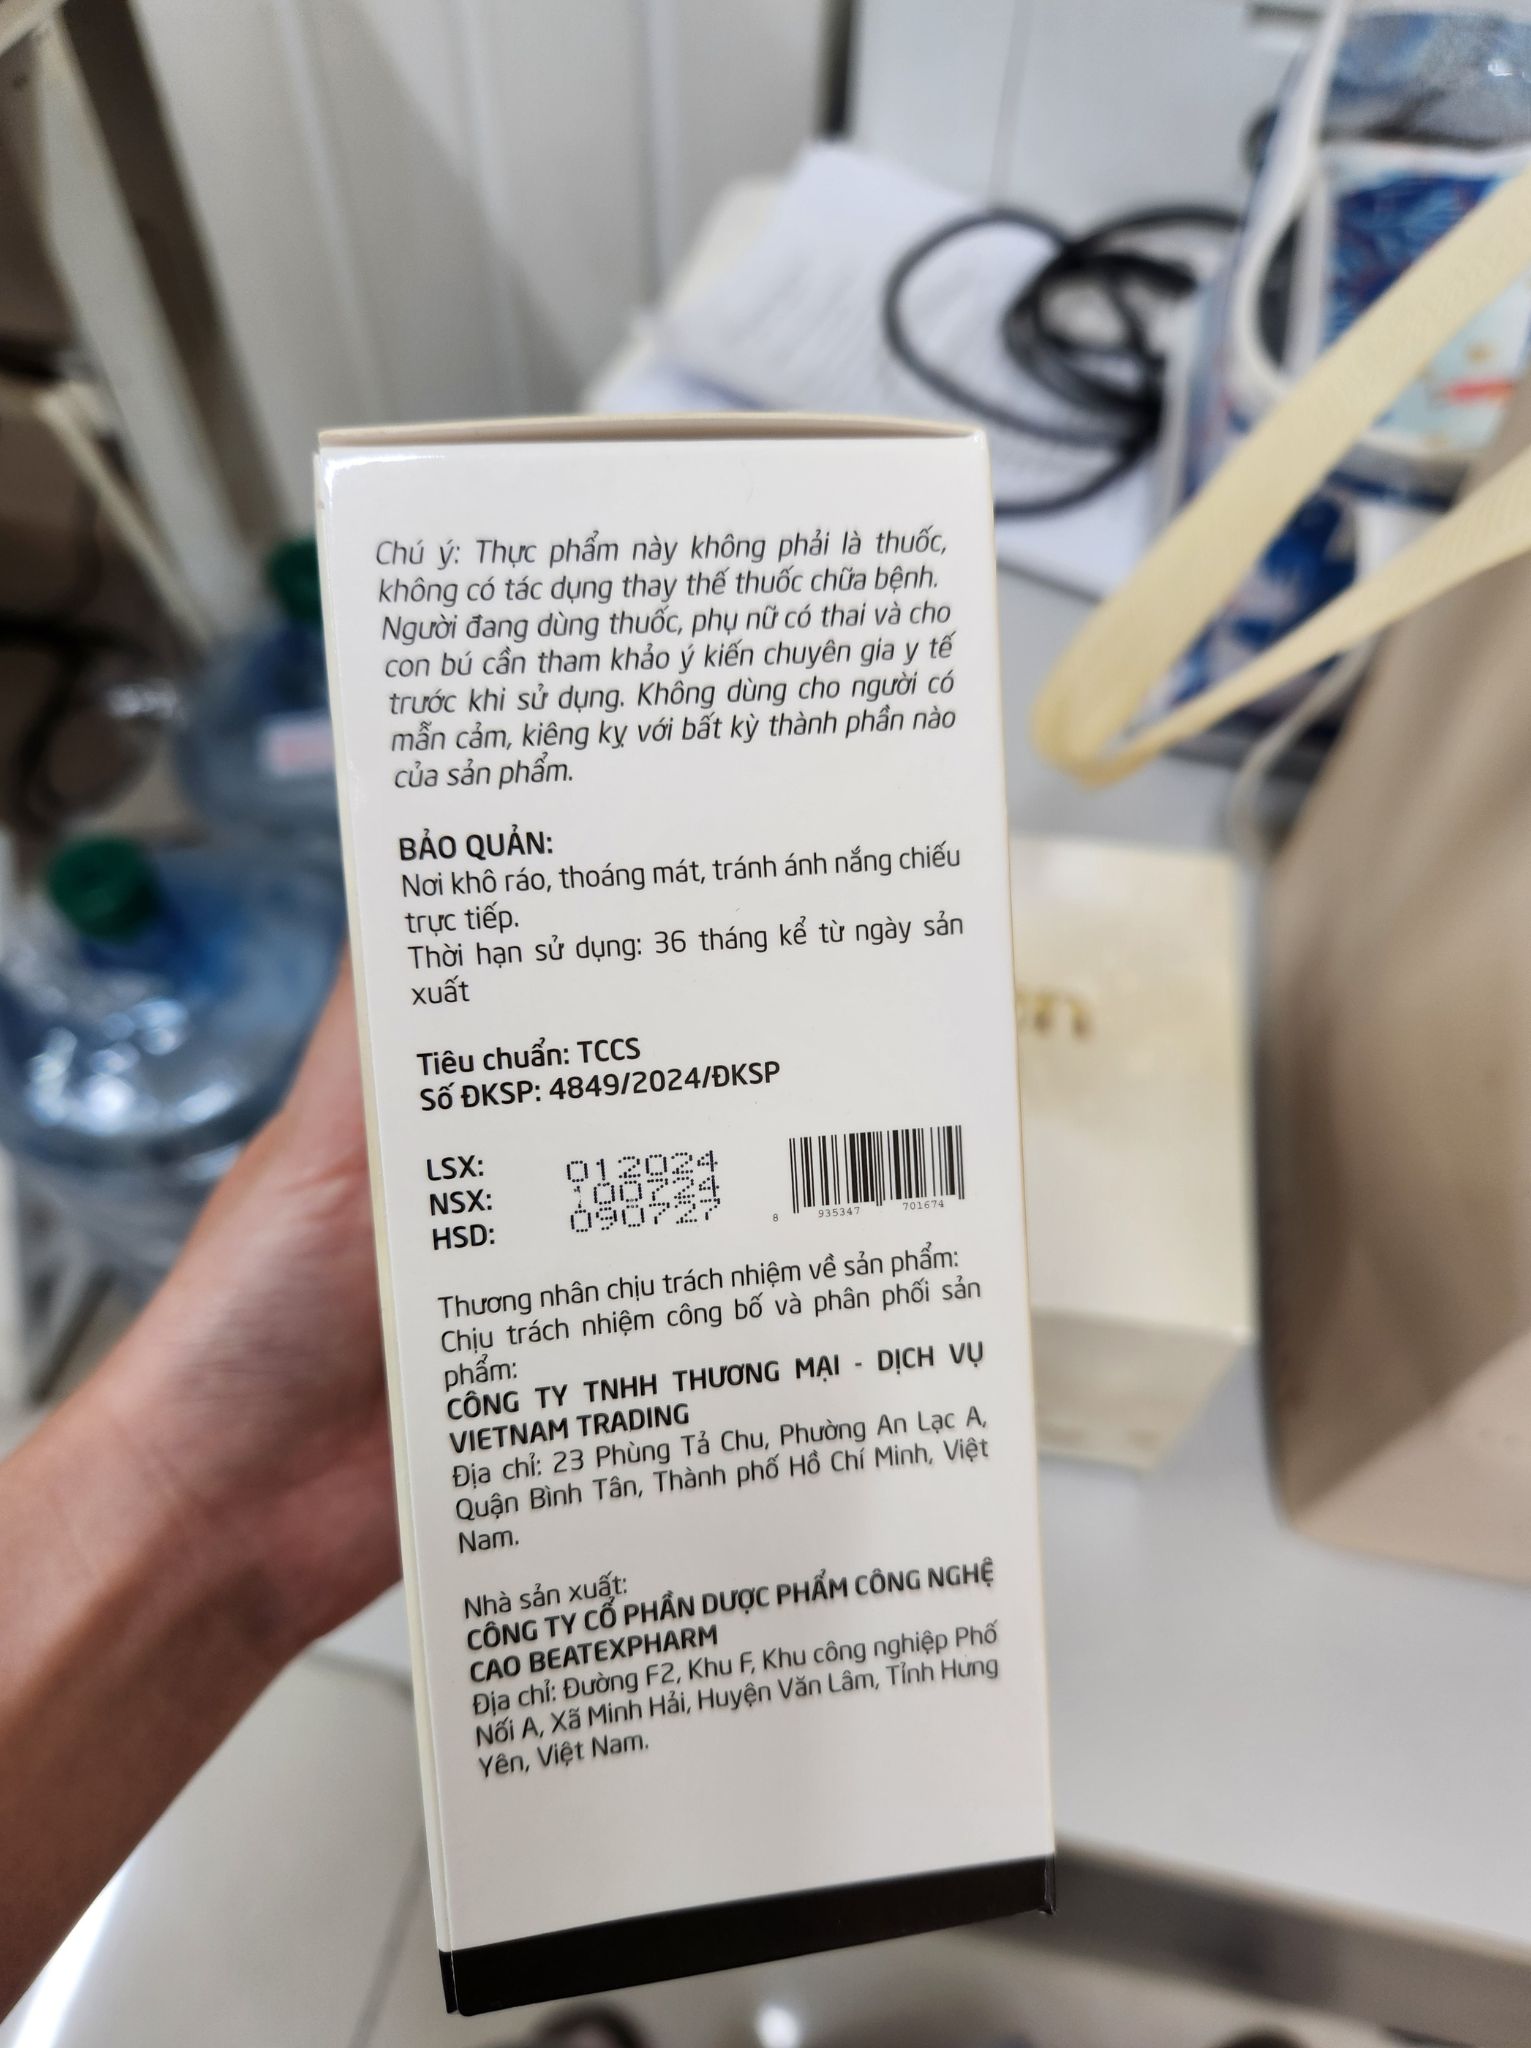 Chú ý: Thực phẩm này không phải là thuốc,
không có tác dụng thay thế thuốc chữa bệnh.
Người đang dùng thuốc, phụ nữ có thai và cho
con bú cần tham khảo ý kiến chuyên gia y tế
trước khi sử dụng. Không dùng cho người có
mẫn cảm, kiêng kỵ với bất kỳ thành phần nào
của sản phẩm.
BẢO QUẢN:
Nơi khô ráo, thoáng mát, tránh ánh nắng chiếu
trực tiếp.
Thời hạn sử dụng: 36 tháng kể từ ngày sản
xuất
Tiêu chuẩn: TCCS
Số ĐKSP: 4849/2024/ĐKSP
LSX: 012024
NSX: 100724
HSD: 090727
8 935347 701674
Thương nhân chịu trách nhiệm về sản phẩm:
Chịu trách nhiệm công bố và phân phối sản
phẩm:
CÔNG TY TNHH THƯƠNG MẠI - DỊCH VỤ
VIETNAM TRADING
Địa chỉ: 23 Phùng Tả Chu, Phường An Lạc A,
Quận Bình Tân, Thành phố Hồ Chí Minh, Việt
Nam.
Nhà sản xuất:
CÔNG TY CỔ PHẦN DƯỢC PHẨM CÔNG NGHỆ
CAO BEATEXPHARM
Địa chỉ: Đường F2, Khu F, Khu công nghiệp Phố
Nối A, Xã Minh Hải, Huyện Văn Lâm, Tỉnh Hưng
Yên, Việt Nam.